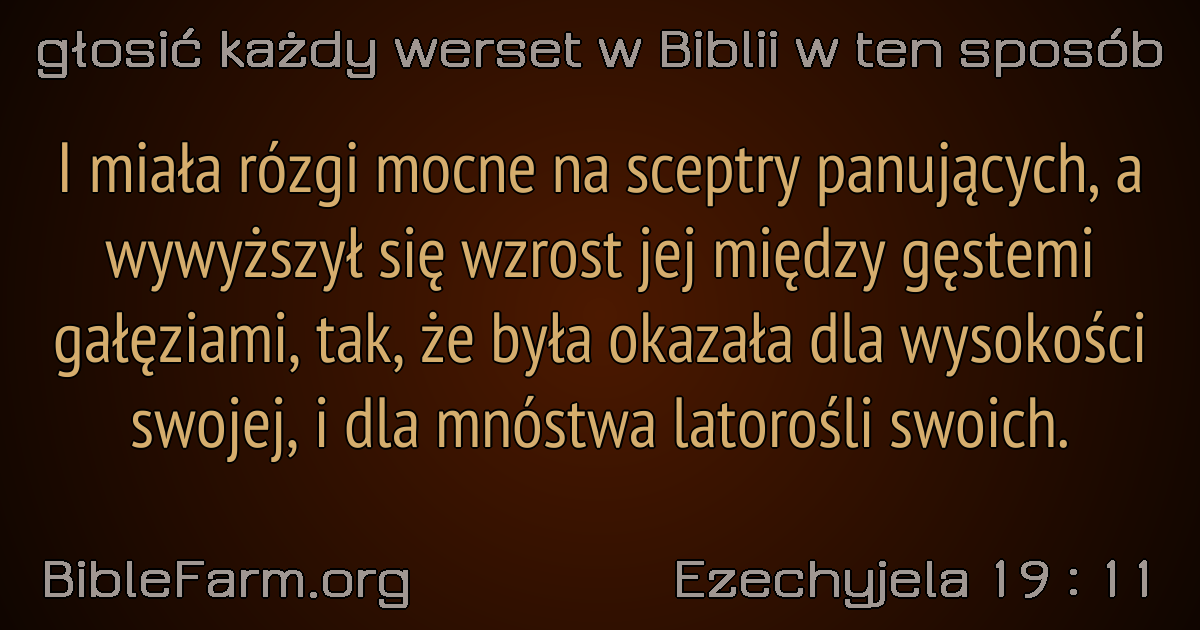 głosić każdy werset w Biblii w ten sposób
I miała rózgi mocne na sceptry panujących, a
wywyższył się wzrost jej między gęstemi
gałęziami, tak, że była okazała dla wysokości
swojej, i dla mnóstwa latorośli swoich.
BibleFarm.org
Ezechyjela 19 : 11